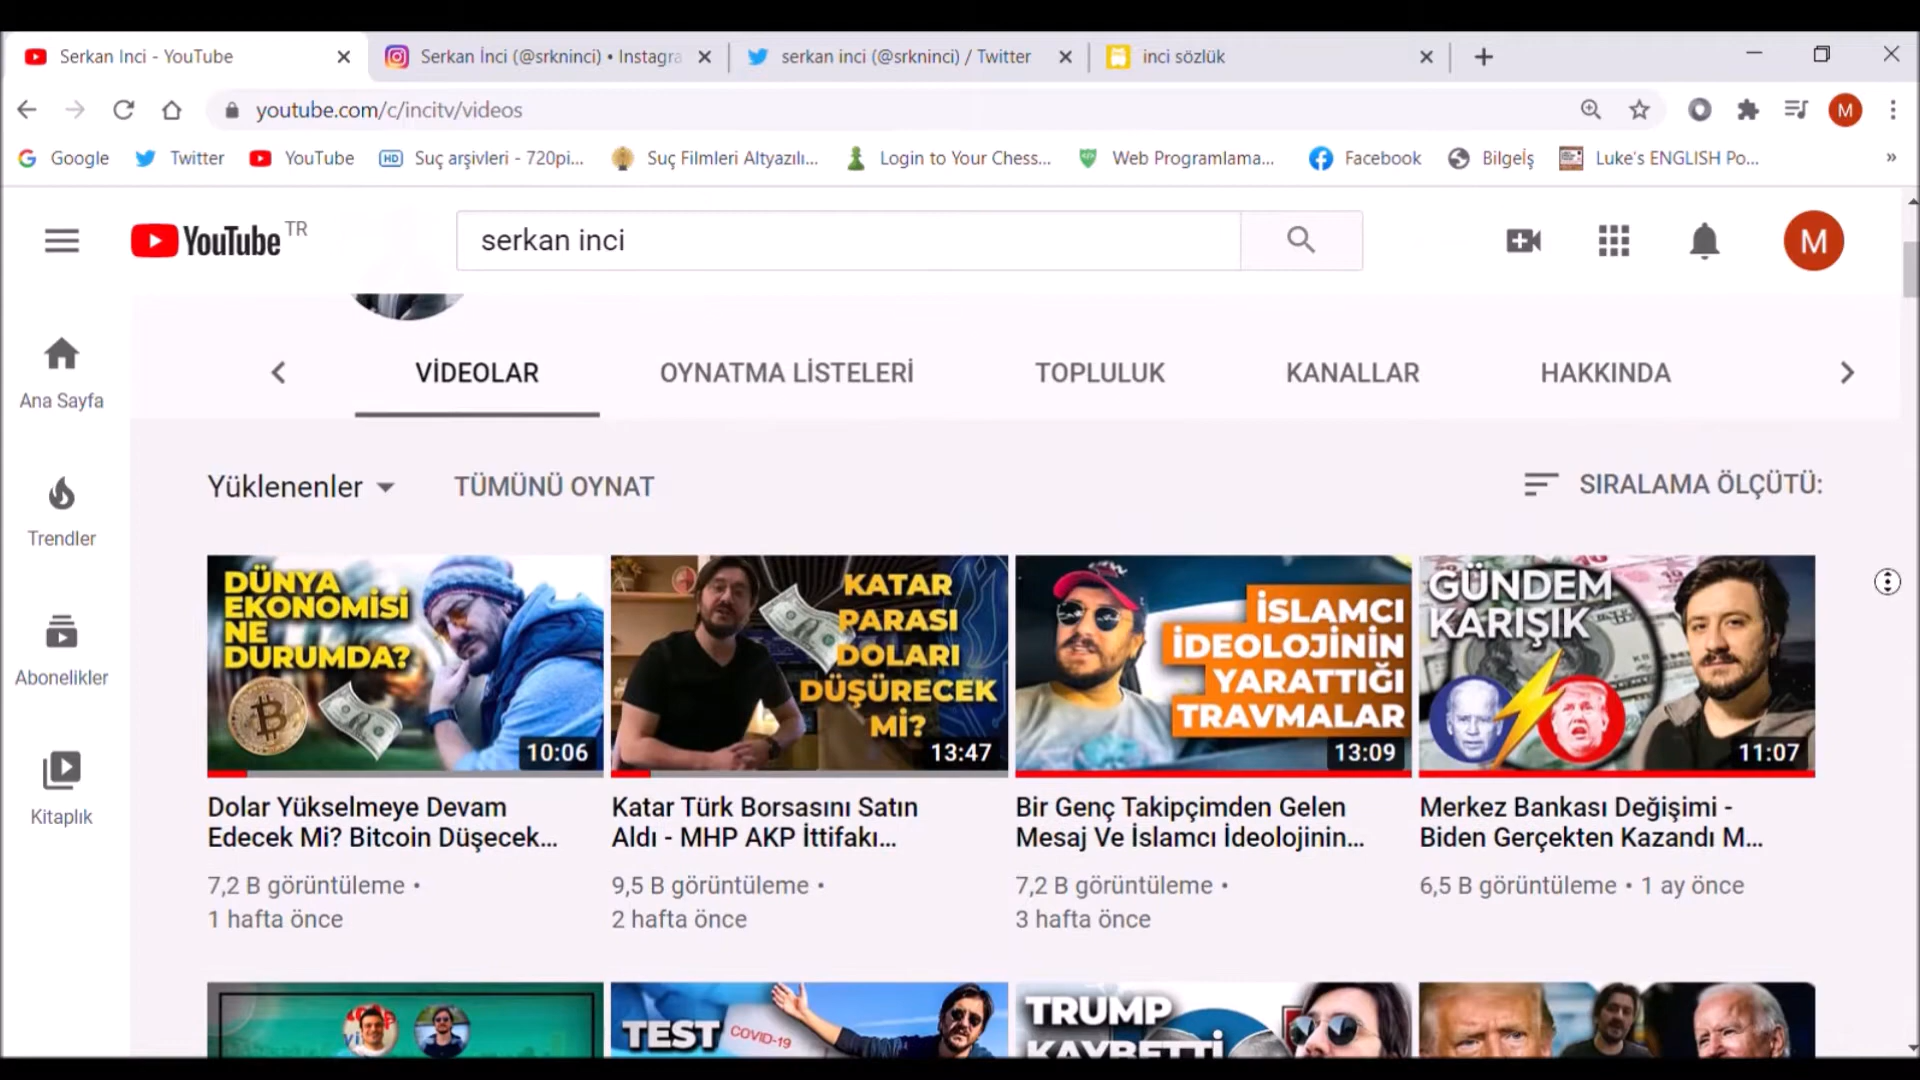 Serkan Inci - YouTube
Serkan İnci (@srkninci) • Instagra
serkan inci (@srkninci) / Twitter
inci sözlük
youtube.com/c/incitv/videos
M
Google
Twitter
YouTube
HD
Suç arşivleri - 720pi...
Suç Filmleri Altyazılı...
Login to Your Chess...
Web Programlama...
Facebook
Bilgeİş
Luke's ENGLISH Po...
»
YouTube TR
serkan inci
M
Ana Sayfa
Trendler
Abonelikler
Kitaplık
VİDEOLAR
OYNATMA LİSTELERİ
TOPLULUK
KANALLAR
HAKKINDA
Yüklenenler
TÜMÜNÜ OYNAT
SIRALAMA ÖLÇÜTÜ:
DÜNYA
EKONOMİSİ
NE
DURUMDA?
10:06
KATAR
PARASI
DOLARI
DÜŞÜRECEK
Mİ?
13:47
İSLAMCI
İDEOLOJİNİN
YARATTIĞI
TRAVMALAR
13:09
GÜNDEM
KARIŞIK
11:07
Dolar Yükselmeye Devam
Edecek Mi? Bitcoin Düşecek...
7,2 B görüntüleme •
1 hafta önce
Katar Türk Borsasını Satın
Aldı - MHP AKP İttifakı...
9,5 B görüntüleme •
2 hafta önce
Bir Genç Takipçimden Gelen
Mesaj Ve İslamcı İdeolojinin...
7,2 B görüntüleme •
3 hafta önce
Merkez Bankası Değişimi -
Biden Gerçekten Kazandı M...
6,5 B görüntüleme • 1 ay önce
TEST
COVID-19
TRUMP
KAYBETTİ